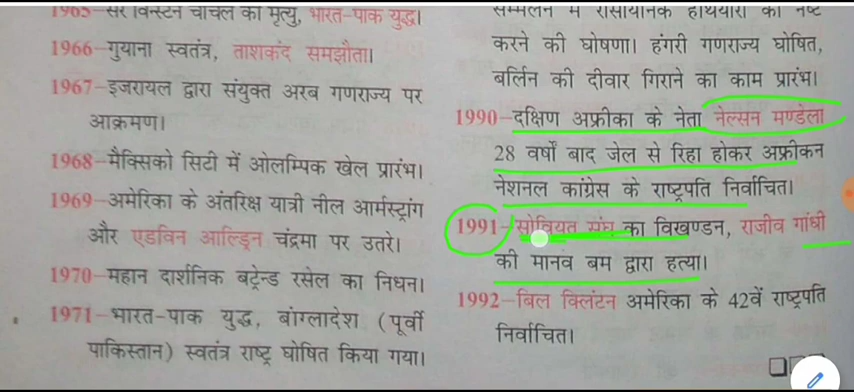 1965–सर विन्स्टन चर्चिल की मृत्यु, भारत-पाक युद्ध।
1966–गुयाना स्वतंत्र, ताशकंद समझौता।
1967–इजरायल द्वारा संयुक्त अरब गणराज्य पर
आक्रमण।
1968–मैक्सिको सिटी में ओलम्पिक खेल प्रारंभ।
1969–अमेरिका के अंतरिक्ष यात्री नील आर्मस्ट्रांग
और एडविन आल्ड्रिन चंद्रमा पर उतरे।
1970–महान दार्शनिक बट्रेन्ड रसेल का निधन।
1971–भारत-पाक युद्ध, बांग्लादेश (पूर्वी
पाकिस्तान) स्वतंत्र राष्ट्र घोषित किया गया।
सम्मेलन में रासायनिक हथियारों को नष्ट
करने की घोषणा। हंगरी गणराज्य घोषित,
बर्लिन की दीवार गिराने का काम प्रारंभ।
1990–दक्षिण अफ्रीका के नेता नेल्सन मण्डेला
28 वर्षों बाद जेल से रिहा होकर अफ्रीकन
नेशनल कांग्रेस के राष्ट्रपति निर्वाचित।
1991–सोवियत संघ का विखण्डन, राजीव गांधी
की मानव बम द्वारा हत्या।
1992–बिल क्लिंटन अमेरिका के 42वें राष्ट्रपति
निर्वाचित।